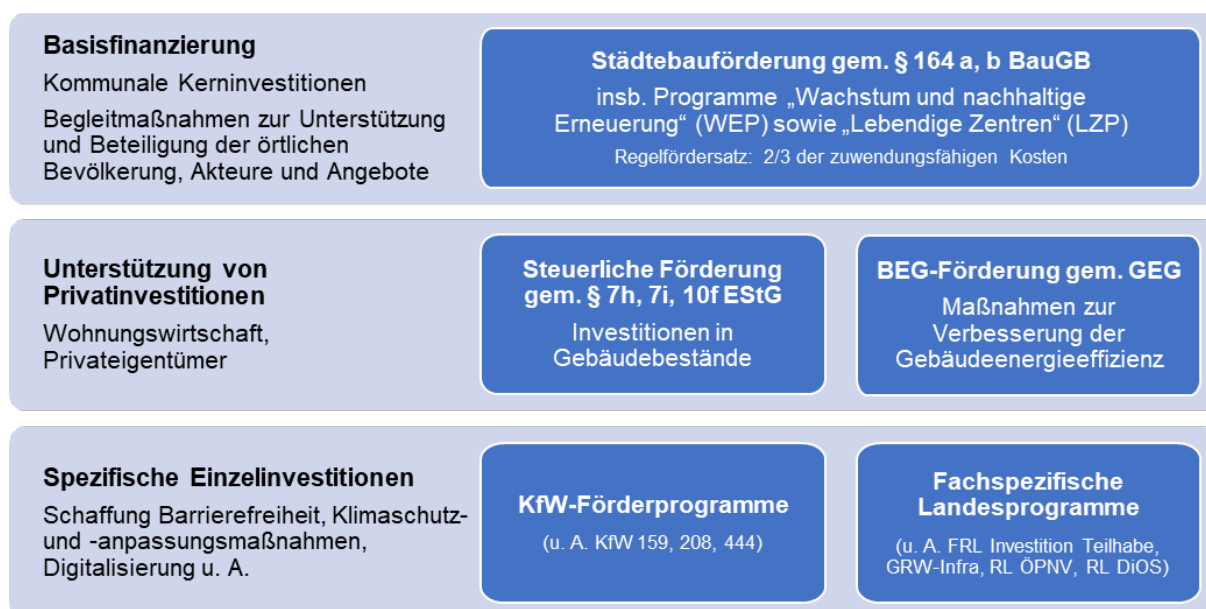 Basisfinanzierung
Kommunale Kerninvestitionen
Begleitmaßnahmen zur Unterstützung
und Beteiligung der örtlichen
Bevölkerung, Akteure und Angebote
Städtebauförderung gem. § 164 a, b BauGB
insb. Programme „Wachstum und nachhaltige
Erneuerung“ (WEP) sowie „Lebendige Zentren“ (LZP)
Regelfördersatz: 2/3 der zuwendungsfähigen Kosten
Unterstützung von
Privatinvestitionen
Wohnungswirtschaft,
Privateigentümer
Steuerliche Förderung
gem. § 7h, 7i, 10f EStG
Investitionen in
Gebäudebestände
BEG-Förderung gem. GEG
Maßnahmen zur
Verbesserung der
Gebäudeenergieeffizienz
Spezifische Einzelinvestitionen
Schaffung Barrierefreiheit, Klimaschutz-
und -anpassungsmaßnahmen,
Digitalisierung u. A.
KfW-Förderprogramme
(u. A. KfW 159, 208, 444)
Fachspezifische
Landesprogramme
(u. A. FRL Investition Teilhabe,
GRW-Infra, RL ÖPNV, RL DiOS)